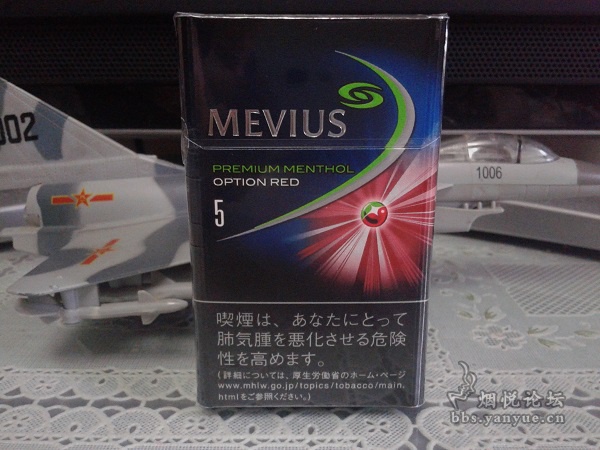 002
MEVIUS
PREMIUM MENTHOL
OPTION RED
5
1006
喫煙は、あなたにとって
肺気腫を悪化させる危険
性を高めます。
(詳細については、厚生労働省のホーム・ページ
www.mhlw.go.jp/topics/tobacco/main.
htmlをご参照ください。)
烟悦论坛
bbs.yanyue.cn